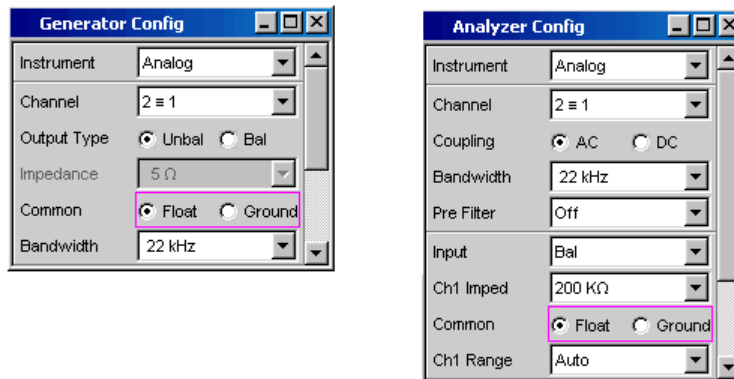 Generator Config
Instrument Analog
Channel 2 ≡ 1
Output Type Unbal Bal
Impedance 5 Ω
Common Float Ground
Bandwidth 22 kHz
Analyzer Config
Instrument Analog
Channel 2 ≡ 1
Coupling AC DC
Bandwidth 22 kHz
Pre Filter Off
Input Bal
Ch1 Imped 200 KΩ
Common Float Ground
Ch1 Range Auto